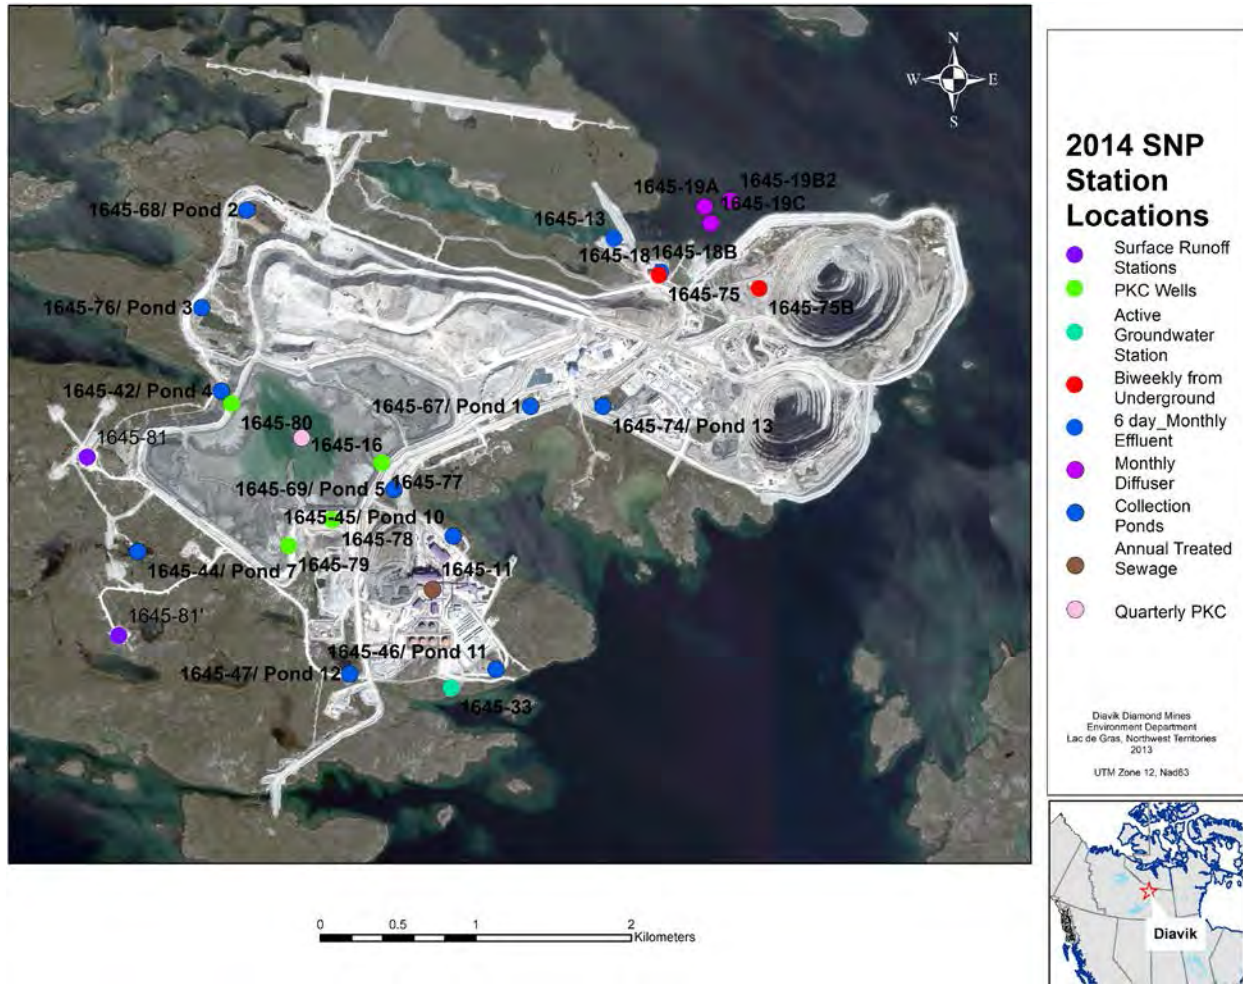 N
W E
S
1645-19A
1645-19B2
1645-19C
1645-68/ Pond 2
1645-13
1645-18
1645-18B
1645-75
1645-75B
1645-76/ Pond 3
1645-42/ Pond 4
1645-80
1645-67/ Pond 1
1645-74/ Pond 13
1645-81
1645-16
1645-69/ Pond 5
1645-77
1645-45/ Pond 10
1645-78
1645-44/ Pond 7
1645-79
1645-11
1645-81'
1645-46/ Pond 11
1645-47/ Pond 12
1645-33
0 0.5 1 2
Kilometers
2014 SNP
Station
Locations
Surface Runoff
Stations
PKC Wells
Active
Groundwater
Station
Biweekly from
Underground
6 day_Monthly
Effluent
Monthly
Diffuser
Collection
Ponds
Annual Treated
Sewage
Quarterly PKC
Diavik Diamond Mines
Environment Department
Lac de Gras, Northwest Territories
2013
UTM Zone 12, Nad83
Diavik